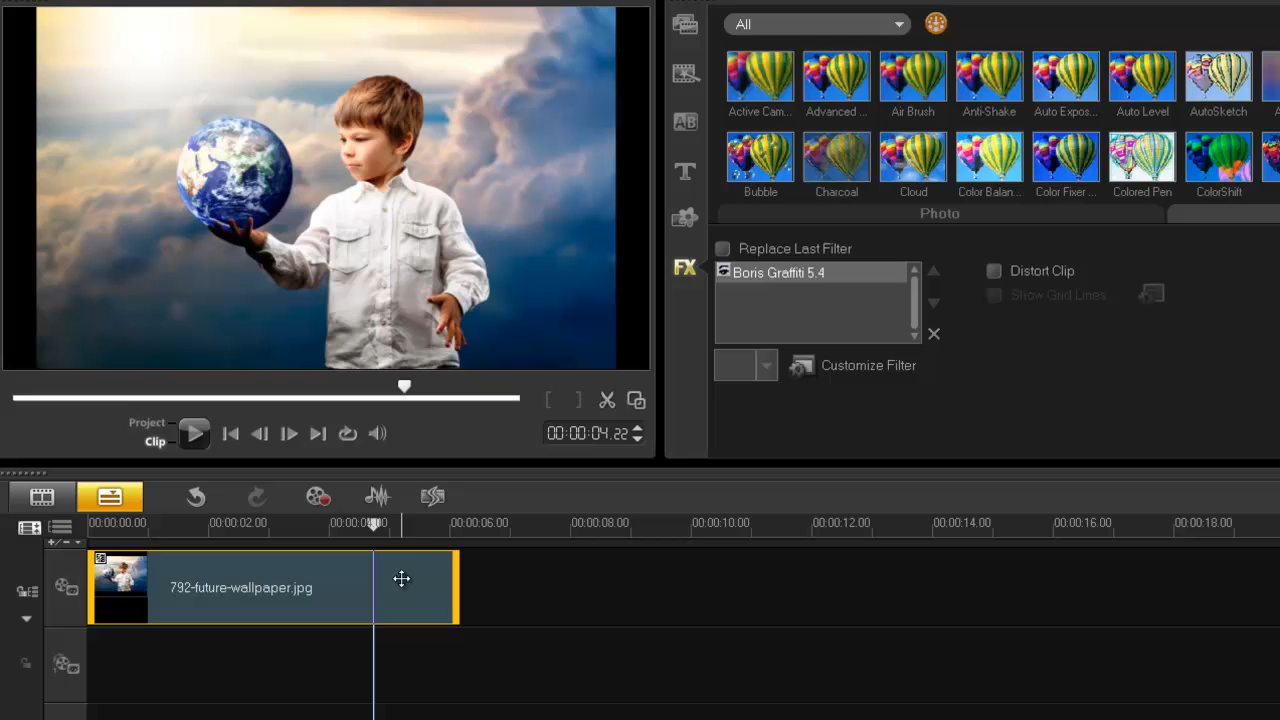 All
Active Cam...
Advanced ...
Air Brush
Anti-Shake
Auto Expos...
Auto Level
AutoSketch
Bubble
Charcoal
Cloud
Color Balan...
Color Fixer ...
Colored Pen
ColorShift
AB
T
Photo
FX
Replace Last Filter
Boris Graffiti 5.4
Distort Clip
Show Grid Lines
Customize Filter
Project
Clip
[ ]
00:00:04.22
00:00:00.00
00:00:02.00
00:00:06.00
00:00:08.00
00:00:10.00
00:00:12.00
00:00:14.00
00:00:16.00
00:00:18.00
792-future-wallpaper.jpg